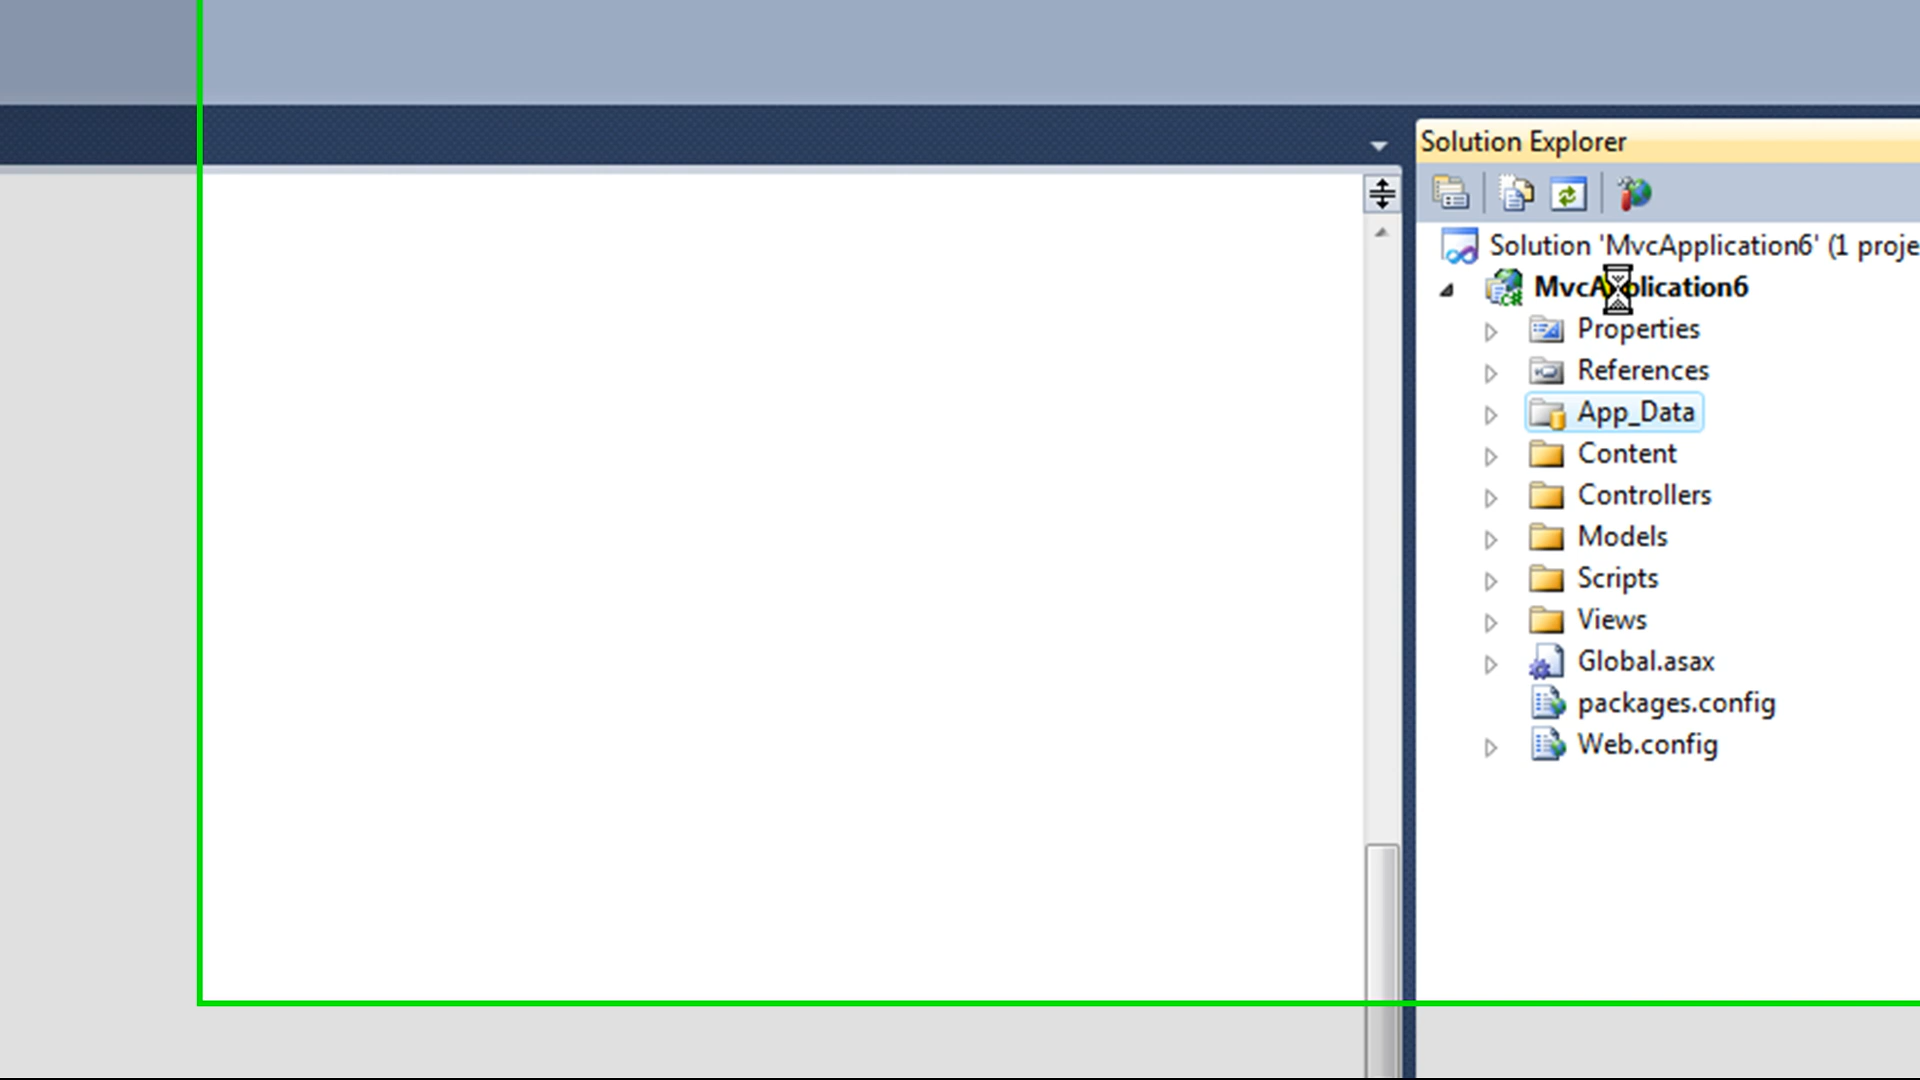 Solution Explorer
Solution 'MvcApplication6' (1 proje
MvcApplication6
Properties
References
App_Data
Content
Controllers
Models
Scripts
Views
Global.asax
packages.config
Web.config